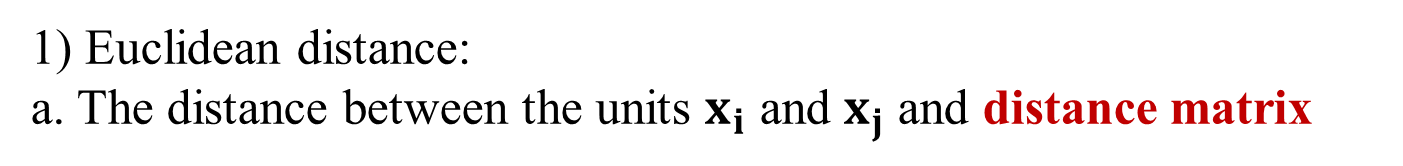 1) Euclidean distance:
a. The distance between the units xᵢ and xⱼ and distance matrix